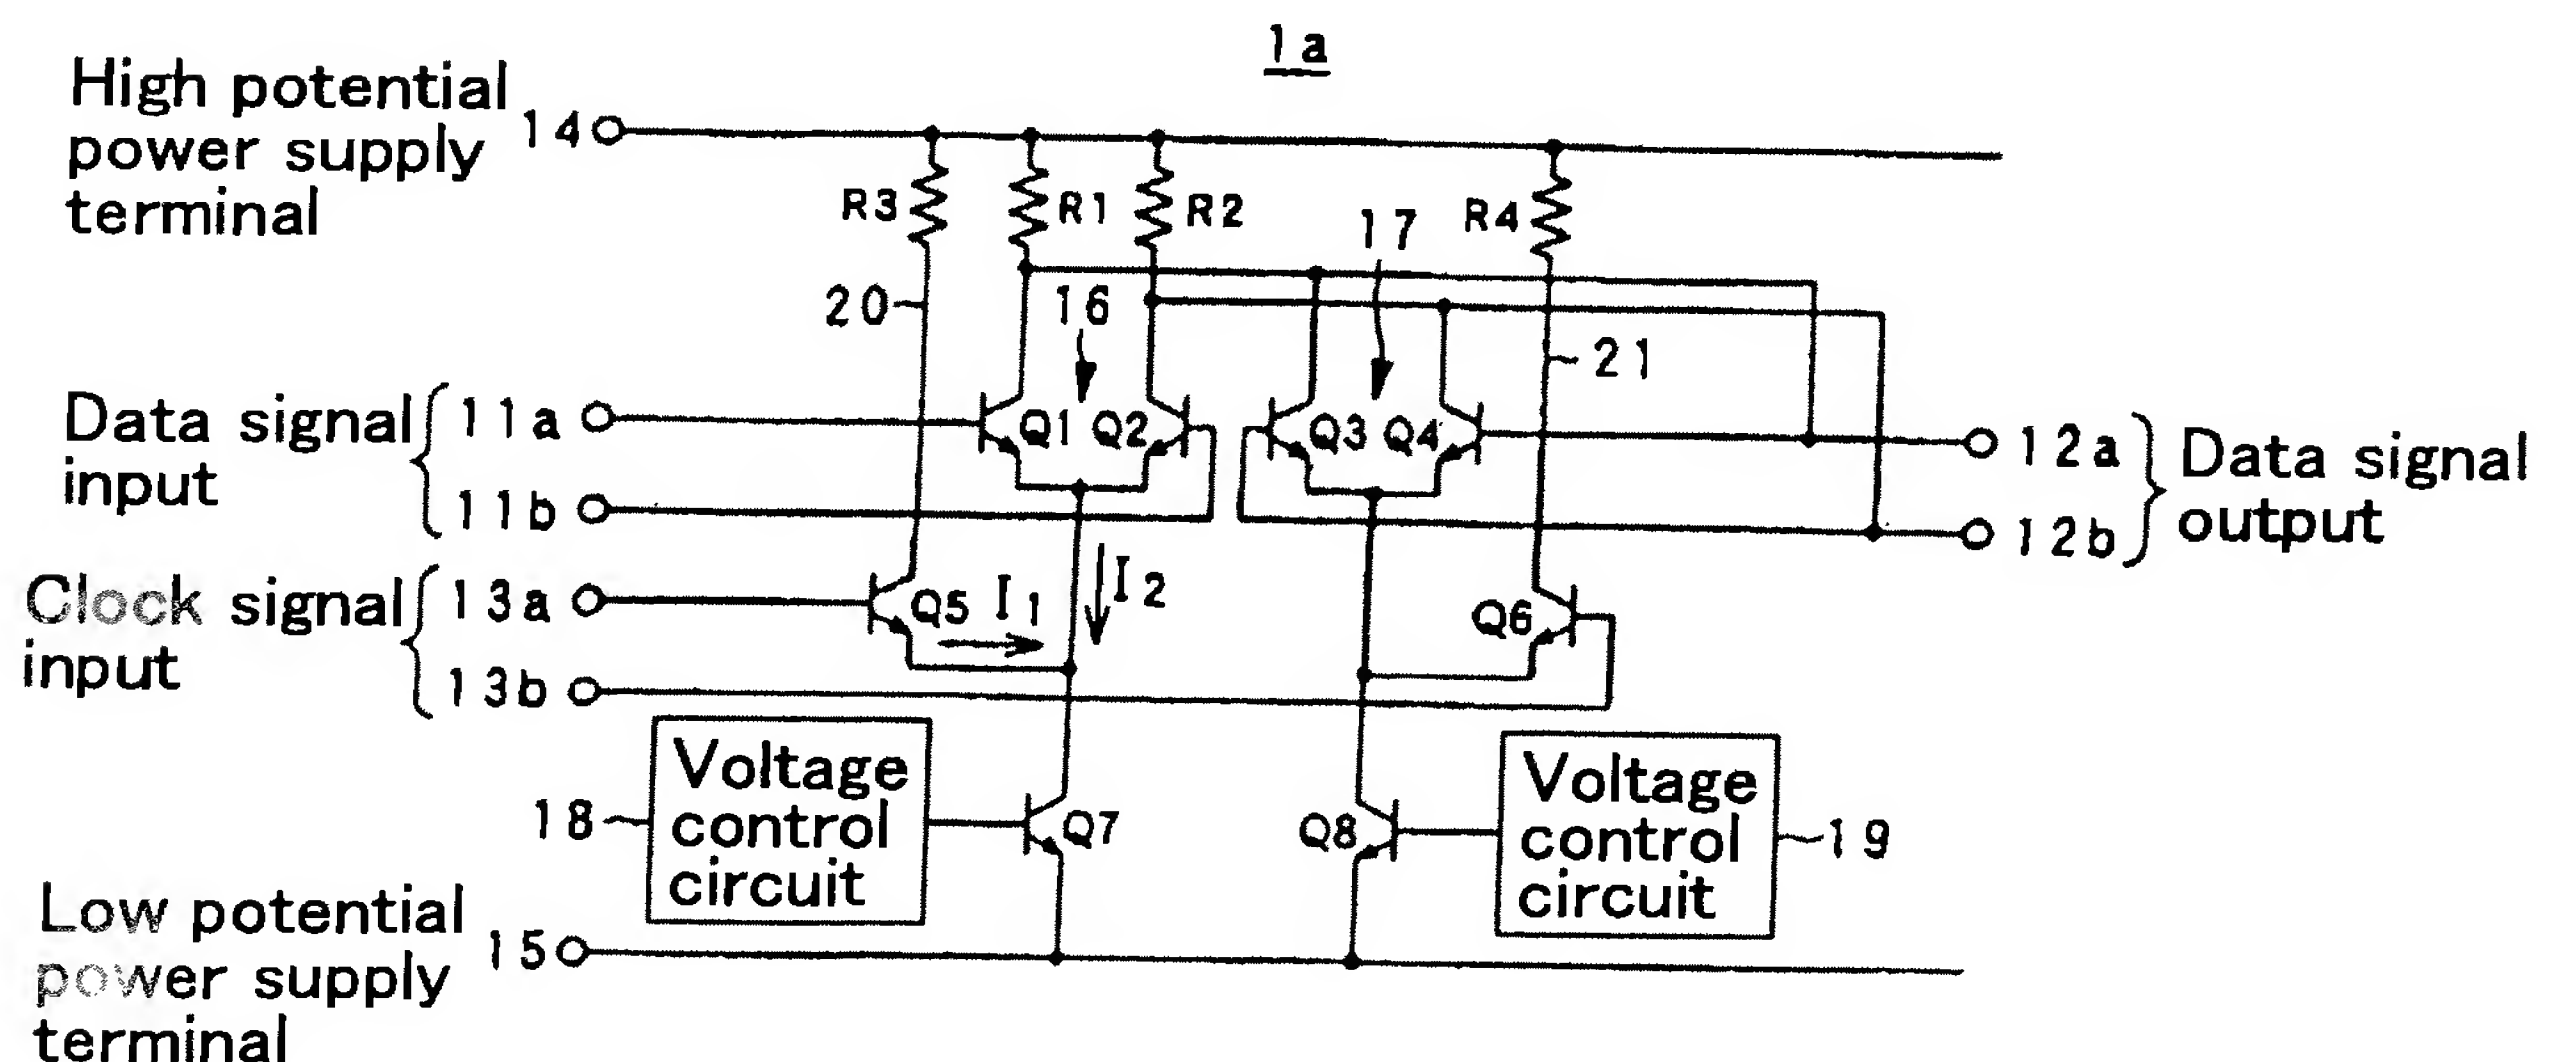 1a
High potential
power supply
terminal
14
R3
R1
R2
17
R4
20
16
21
Data signal
input
11a
11b
Q1
Q2
Q3
Q4
12a
12b
Data signal
output
Clock signal
input
13a
13b
Q5
I1
I2
Q6
18
Voltage
control
circuit
Q7
Q8
Voltage
control
circuit
19
Low potential
power supply
terminal
15